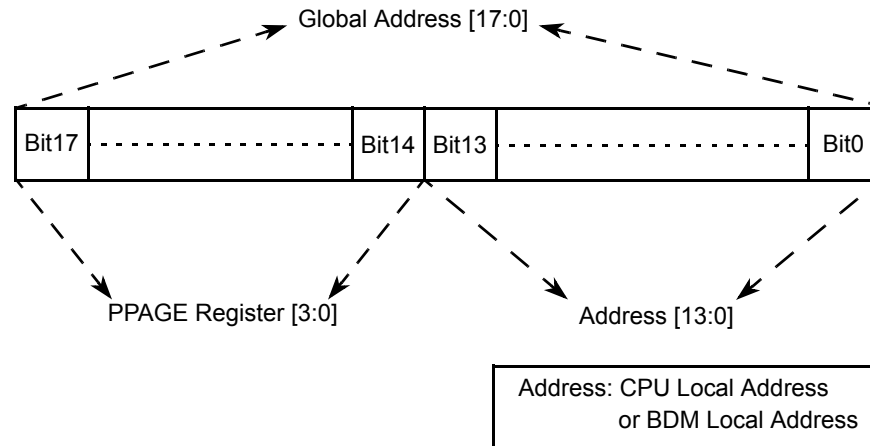 Global Address [17:0]
Bit17 Bit14 Bit13 Bit0
PPAGE Register [3:0]
Address [13:0]
Address: CPU Local Address
or BDM Local Address